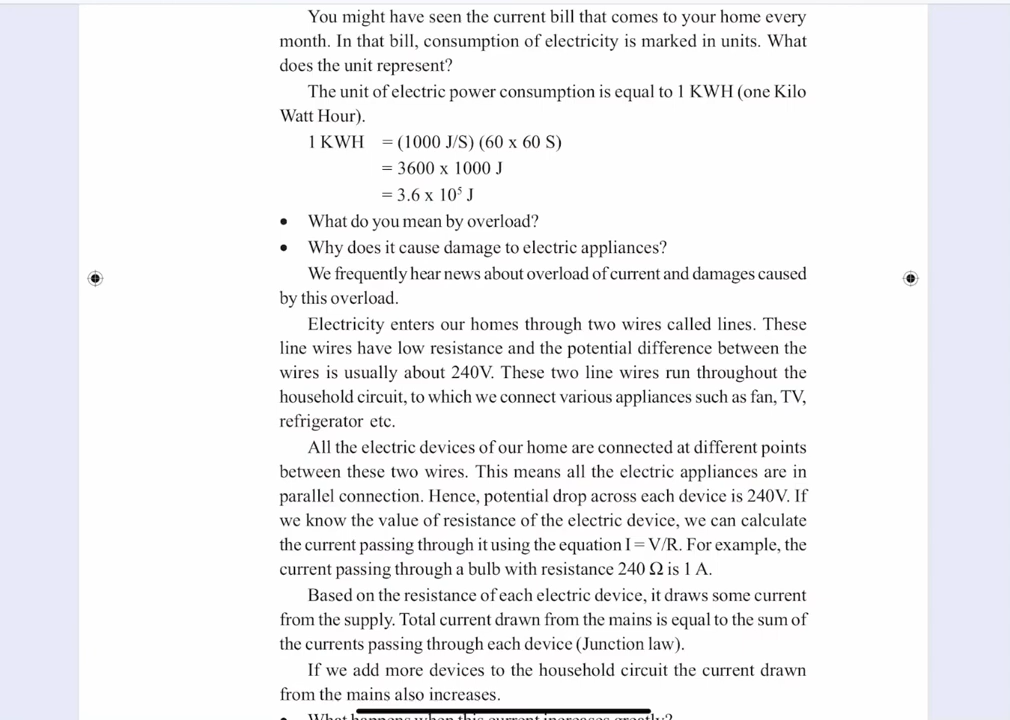 You might have seen the current bill that comes to your home every
month. In that bill, consumption of electricity is marked in units. What
does the unit represent?
The unit of electric power consumption is equal to 1 KWH (one Kilo
Watt Hour).
1 KWH = (1000 J/S) (60 x 60 S)
= 3600 x 1000 J
= 3.6 x 10⁵ J
• What do you mean by overload?
• Why does it cause damage to electric appliances?
We frequently hear news about overload of current and damages caused
by this overload.
Electricity enters our homes through two wires called lines. These
line wires have low resistance and the potential difference between the
wires is usually about 240V. These two line wires run throughout the
household circuit, to which we connect various appliances such as fan, TV,
refrigerator etc.
All the electric devices of our home are connected at different points
between these two wires. This means all the electric appliances are in
parallel connection. Hence, potential drop across each device is 240V. If
we know the value of resistance of the electric device, we can calculate
the current passing through it using the equation I = V/R. For example, the
current passing through a bulb with resistance 240 Ω is 1 A.
Based on the resistance of each electric device, it draws some current
from the supply. Total current drawn from the mains is equal to the sum of
the currents passing through each device (Junction law).
If we add more devices to the household circuit the current drawn
from the mains also increases.
• What happens when this current increases greatly?